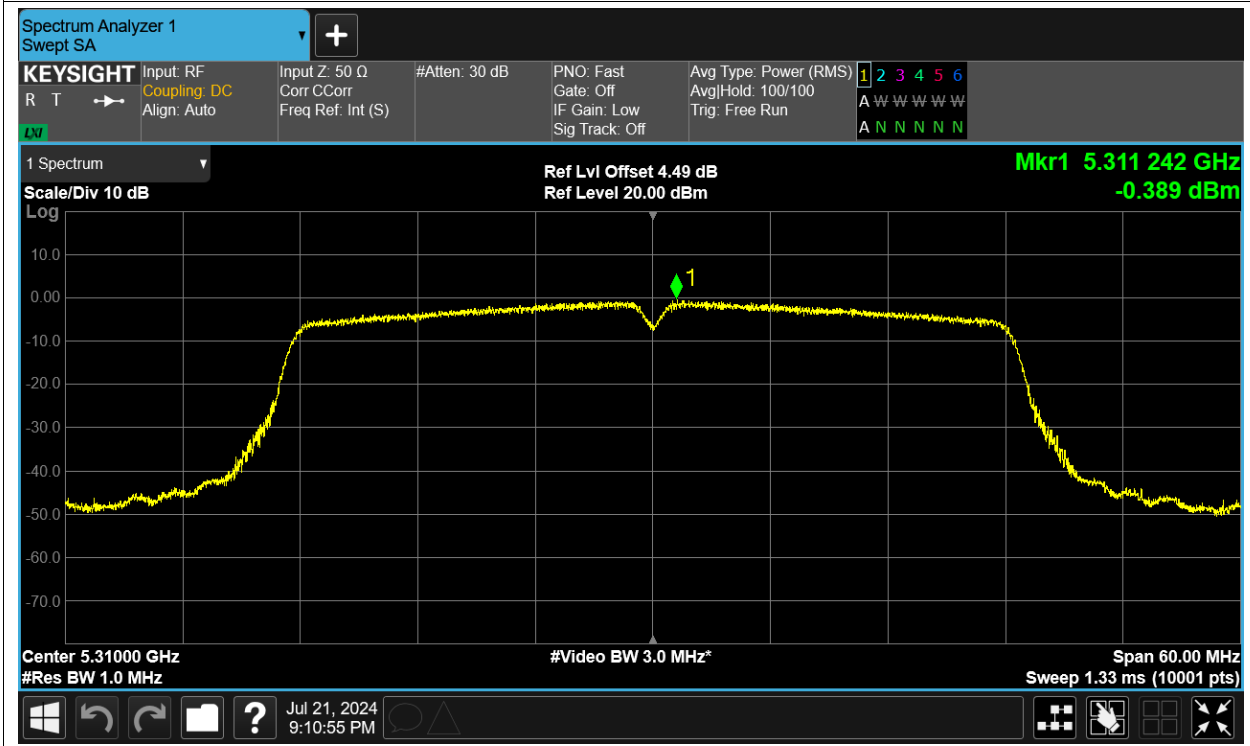 Spectrum Analyzer 1
Swept SA
▼
+
KEYSIGHT
R T
LXI
Input: RF
Coupling: DC
Align: Auto
Input Z: 50 Ω
Corr CCorr
Freq Ref: Int (S)
#Atten: 30 dB
PNO: Fast
Gate: Off
IF Gain: Low
Sig Track: Off
Avg Type: Power (RMS)
Avg|Hold: 100/100
Trig: Free Run
1 2 3 4 5 6
A W W W W W
A N N N N N
1 Spectrum ▼
Scale/Div 10 dB
Log
Ref Lvl Offset 4.49 dB
Ref Level 20.00 dBm
Mkr1 5.311 242 GHz
-0.389 dBm
10.0
0.00
-10.0
-20.0
-30.0
-40.0
-50.0
-60.0
-70.0
1
Center 5.31000 GHz
#Res BW 1.0 MHz
#Video BW 3.0 MHz*
Span 60.00 MHz
Sweep 1.33 ms (10001 pts)
?
Jul 21, 2024
9:10:55 PM